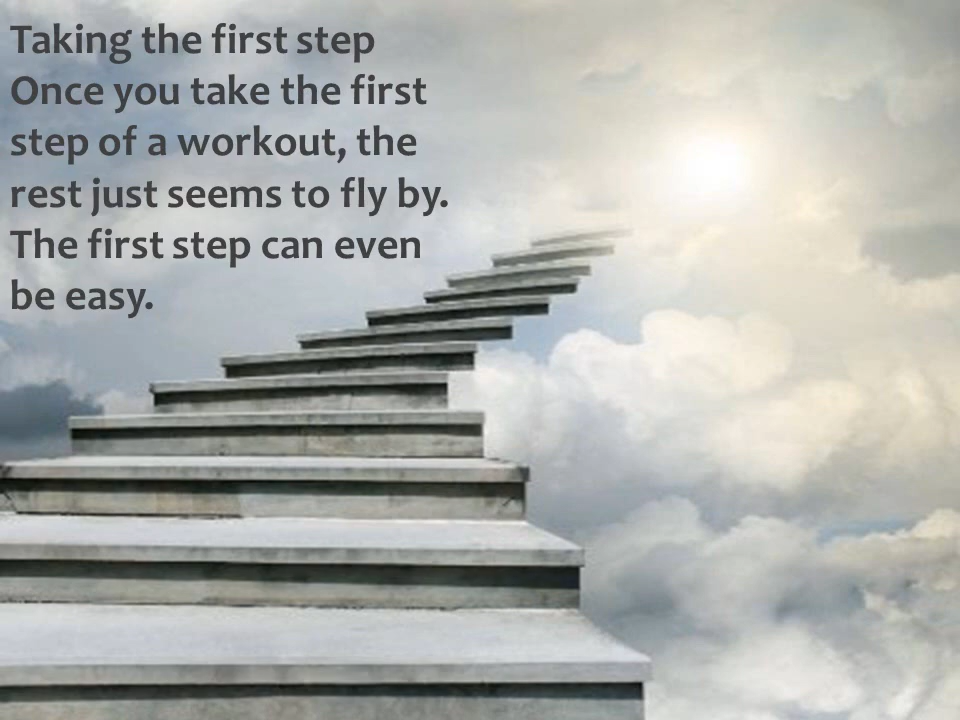 Taking the first step
Once you take the first
step of a workout, the
rest just seems to fly by.
The first step can even
be easy.